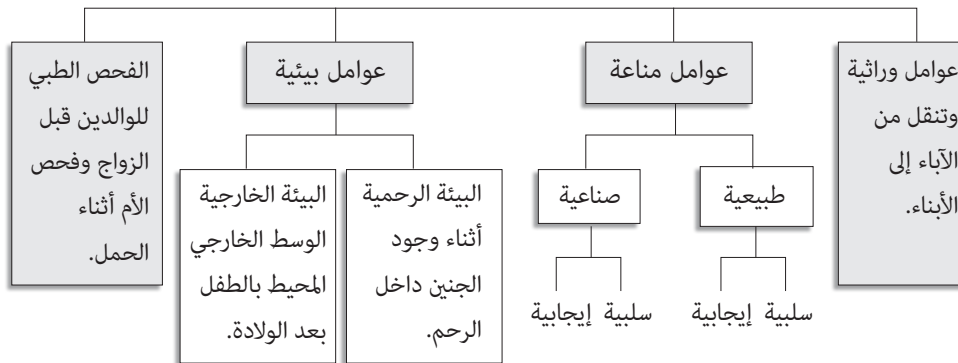 عوامل وراثية
وتنقل من
الآباء إلى
الأبناء.
عوامل مناعة
طبيعية
سلبية إيجابية
صناعية
سلبية إيجابية
عوامل بيئية
البيئة الرحمية
أثناء وجود
الجنين داخل
الرحم.
البيئة الخارجية
الوسط الخارجي
المحيط بالطفل
بعد الولادة.
الفحص الطبي
للوالدين قبل
الزواج وفحص
الأم أثناء
الحمل.